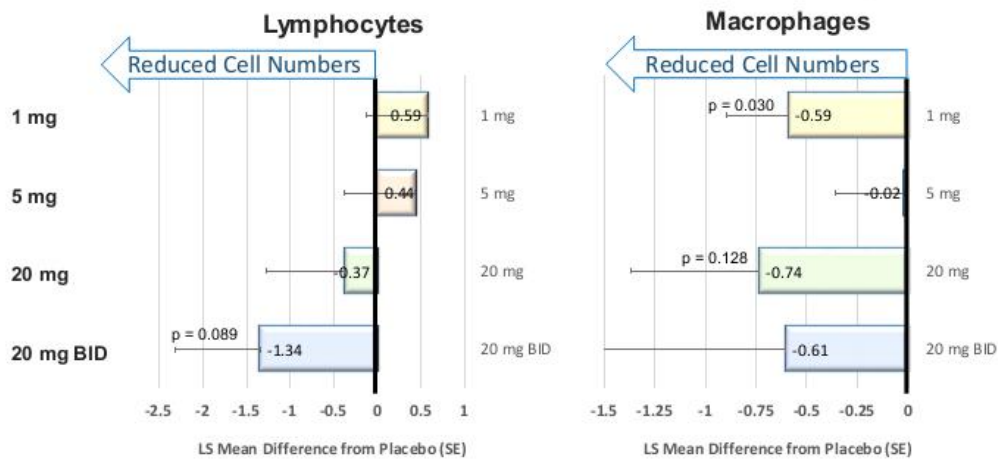 Lymphocytes
Reduced Cell Numbers
1 mg
0.59
1 mg
5 mg
0.44
5 mg
20 mg
-0.37
20 mg
p = 0.089
20 mg BID
-1.34
20 mg BID
-2.5 -2 -1.5 -1 -0.5 0 0.5 1
LS Mean Difference from Placebo (SE)
Macrophages
Reduced Cell Numbers
p = 0.030
-0.59
1 mg
-0.02
5 mg
p = 0.128
-0.74
20 mg
-0.61
20 mg BID
-1.5 -1.25 -1 -0.75 -0.5 -0.25 0
LS Mean Difference from Placebo (SE)